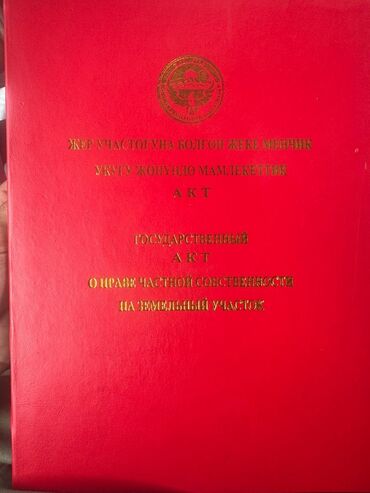 ЖЕР УЧАСТОГУНА БОЛГОН ЖЕКЕ МЕНЧИК
УКУГУ ЖӨНҮНДӨ МАМЛЕКЕТТИК
АКТ
ГОСУДАРСТВЕННЫЙ
АКТ
О ПРАВЕ ЧАСТНОЙ СОБСТВЕННОСТИ
НА ЗЕМЕЛЬНЫЙ УЧАСТОК